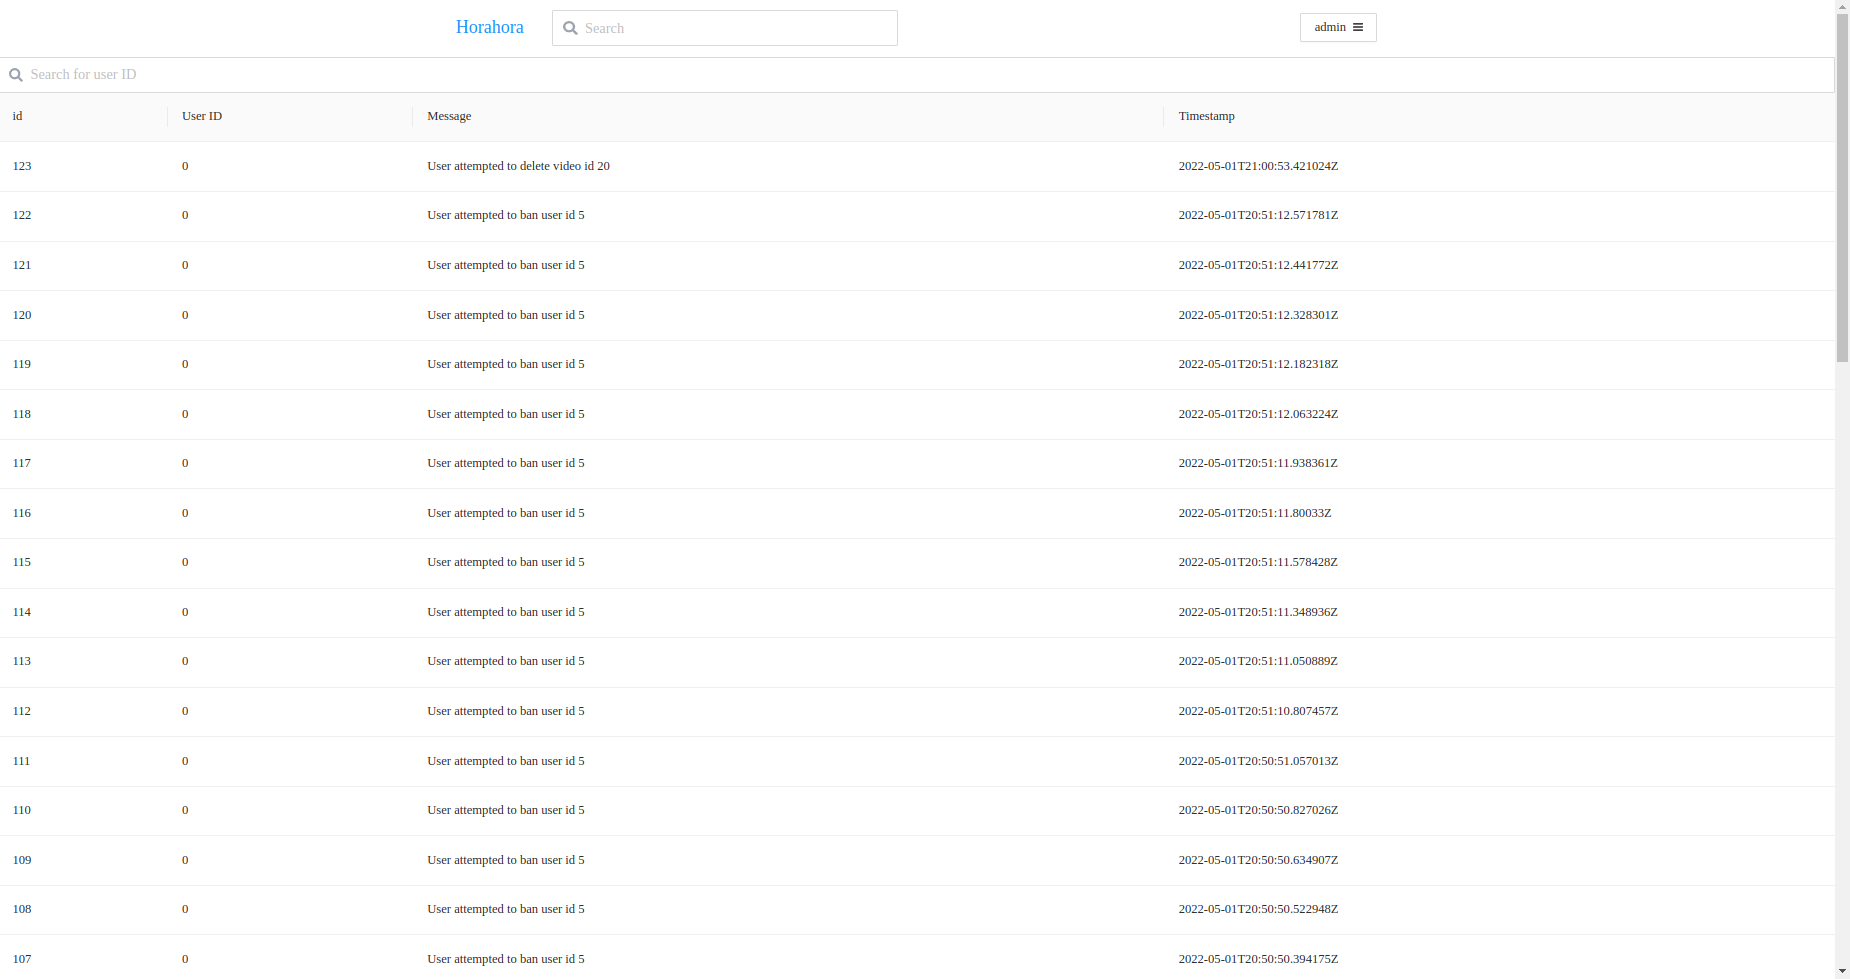 Horahora Search admin
Search for user ID
id User ID Message Timestamp
123 0 User attempted to delete video id 20 2022-05-01T21:00:53.421024Z
122 0 User attempted to ban user id 5 2022-05-01T20:51:12.571781Z
121 0 User attempted to ban user id 5 2022-05-01T20:51:12.441772Z
120 0 User attempted to ban user id 5 2022-05-01T20:51:12.328301Z
119 0 User attempted to ban user id 5 2022-05-01T20:51:12.182318Z
118 0 User attempted to ban user id 5 2022-05-01T20:51:12.063224Z
117 0 User attempted to ban user id 5 2022-05-01T20:51:11.938361Z
116 0 User attempted to ban user id 5 2022-05-01T20:51:11.80033Z
115 0 User attempted to ban user id 5 2022-05-01T20:51:11.578428Z
114 0 User attempted to ban user id 5 2022-05-01T20:51:11.348936Z
113 0 User attempted to ban user id 5 2022-05-01T20:51:11.050889Z
112 0 User attempted to ban user id 5 2022-05-01T20:51:10.807457Z
111 0 User attempted to ban user id 5 2022-05-01T20:50:51.057013Z
110 0 User attempted to ban user id 5 2022-05-01T20:50:50.827026Z
109 0 User attempted to ban user id 5 2022-05-01T20:50:50.634907Z
108 0 User attempted to ban user id 5 2022-05-01T20:50:50.522948Z
107 0 User attempted to ban user id 5 2022-05-01T20:50:50.394175Z